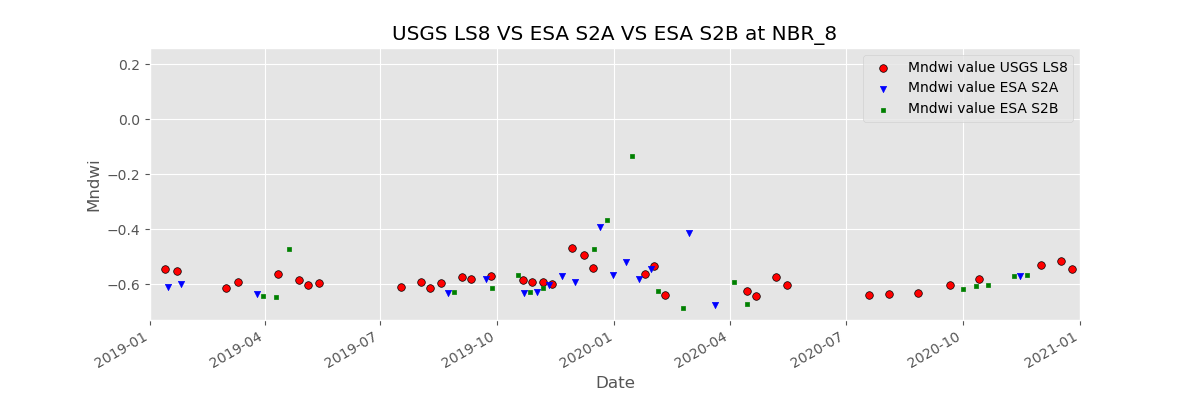 USGS LS8 VS ESA S2A VS ESA S2B at NBR_8
Mndwi value USGS LS8
Mndwi value ESA S2A
Mndwi value ESA S2B
0.2
0.0
−0.2
−0.4
−0.6
Mndwi
2019-01
2019-04
2019-07
2019-10
2020-01
2020-04
2020-07
2020-10
2021-01
Date